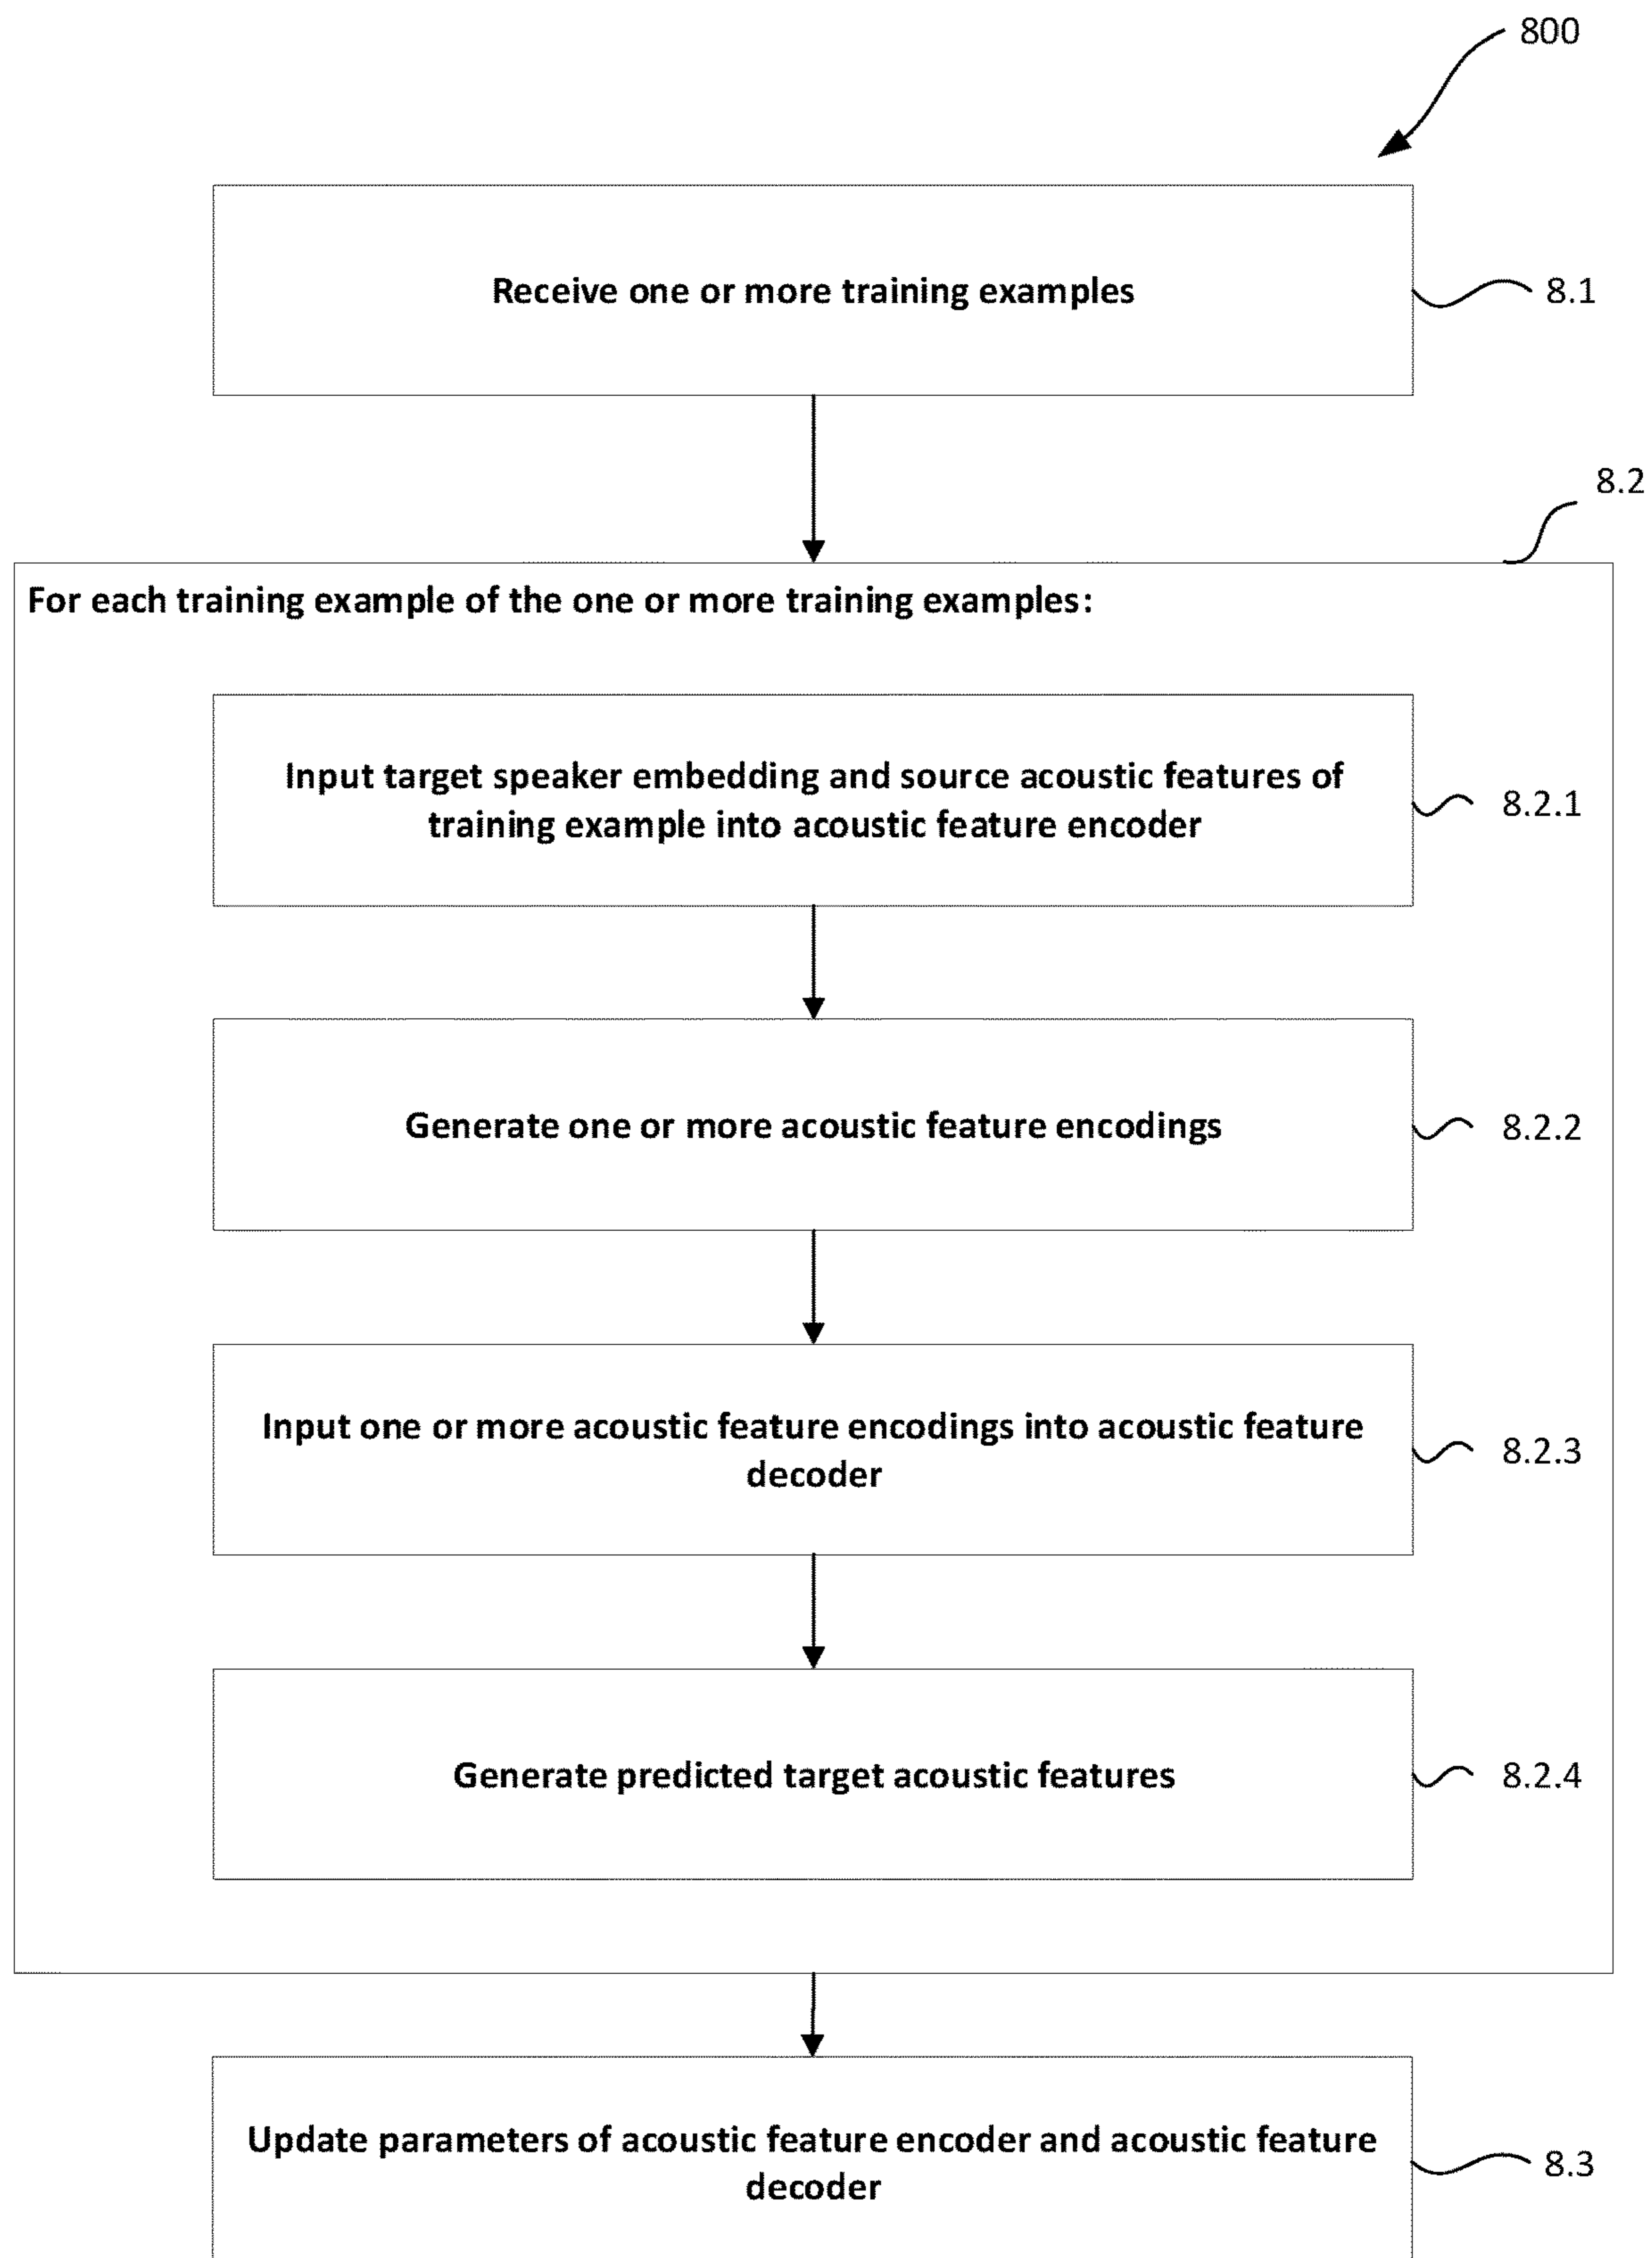 800
Receive one or more training examples
8.1
8.2
For each training example of the one or more training examples:
Input target speaker embedding and source acoustic features of
training example into acoustic feature encoder
8.2.1
Generate one or more acoustic feature encodings
8.2.2
Input one or more acoustic feature encodings into acoustic feature
decoder
8.2.3
Generate predicted target acoustic features
8.2.4
Update parameters of acoustic feature encoder and acoustic feature
decoder
8.3